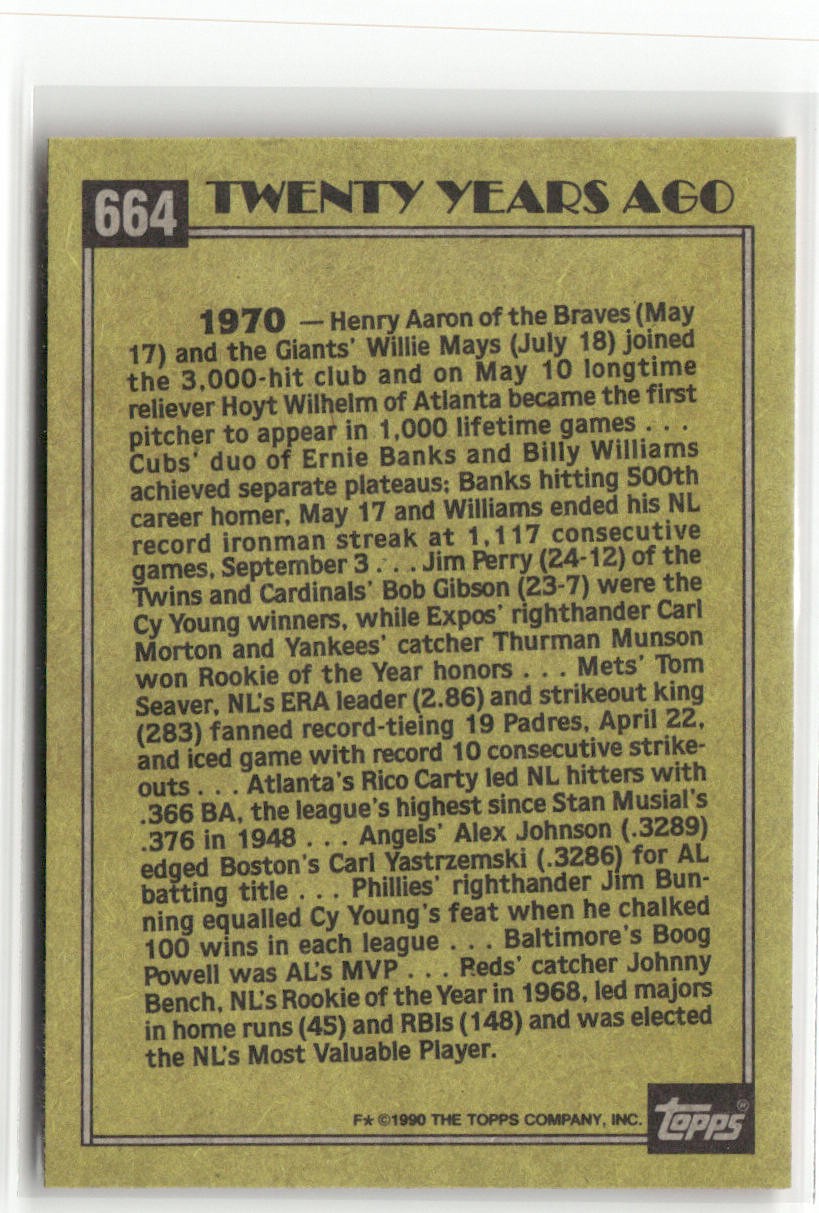 664 TWENTY YEARS AGO
1970 — Henry Aaron of the Braves (May
17) and the Giants' Willie Mays (July 18) joined
the 3,000-hit club and on May 10 longtime
reliever Hoyt Wilhelm of Atlanta became the first
pitcher to appear in 1,000 lifetime games . . .
Cubs' duo of Ernie Banks and Billy Williams
achieved separate plateaus; Banks hitting 500th
career homer, May 17 and Williams ended his NL
record ironman streak at 1,117 consecutive
games, September 3 . . . Jim Perry (24-12) of the
Twins and Cardinals' Bob Gibson (23-7) were the
Cy Young winners, while Expos' righthander Carl
Morton and Yankees' catcher Thurman Munson
won Rookie of the Year honors . . . Mets' Tom
Seaver, NL's ERA leader (2.86) and strikeout king
(283) fanned record-tieing 19 Padres, April 22,
and iced game with record 10 consecutive strike-
outs . . . Atlanta's Rico Carty led NL hitters with
.366 BA, the league's highest since Stan Musial's
.376 in 1948 . . . Angels' Alex Johnson (.3289)
edged Boston's Carl Yastrzemski (.3286) for AL
batting title . . . Phillies' righthander Jim Bun-
ning equalled Cy Young's feat when he chalked
100 wins in each league . . . Baltimore's Boog
Powell was AL's MVP . . . Reds' catcher Johnny
Bench, NL's Rookie of the Year in 1968, led majors
in home runs (45) and RBIs (148) and was elected
the NL's Most Valuable Player.
F★ ©1990 THE TOPPS COMPANY, INC. topps®